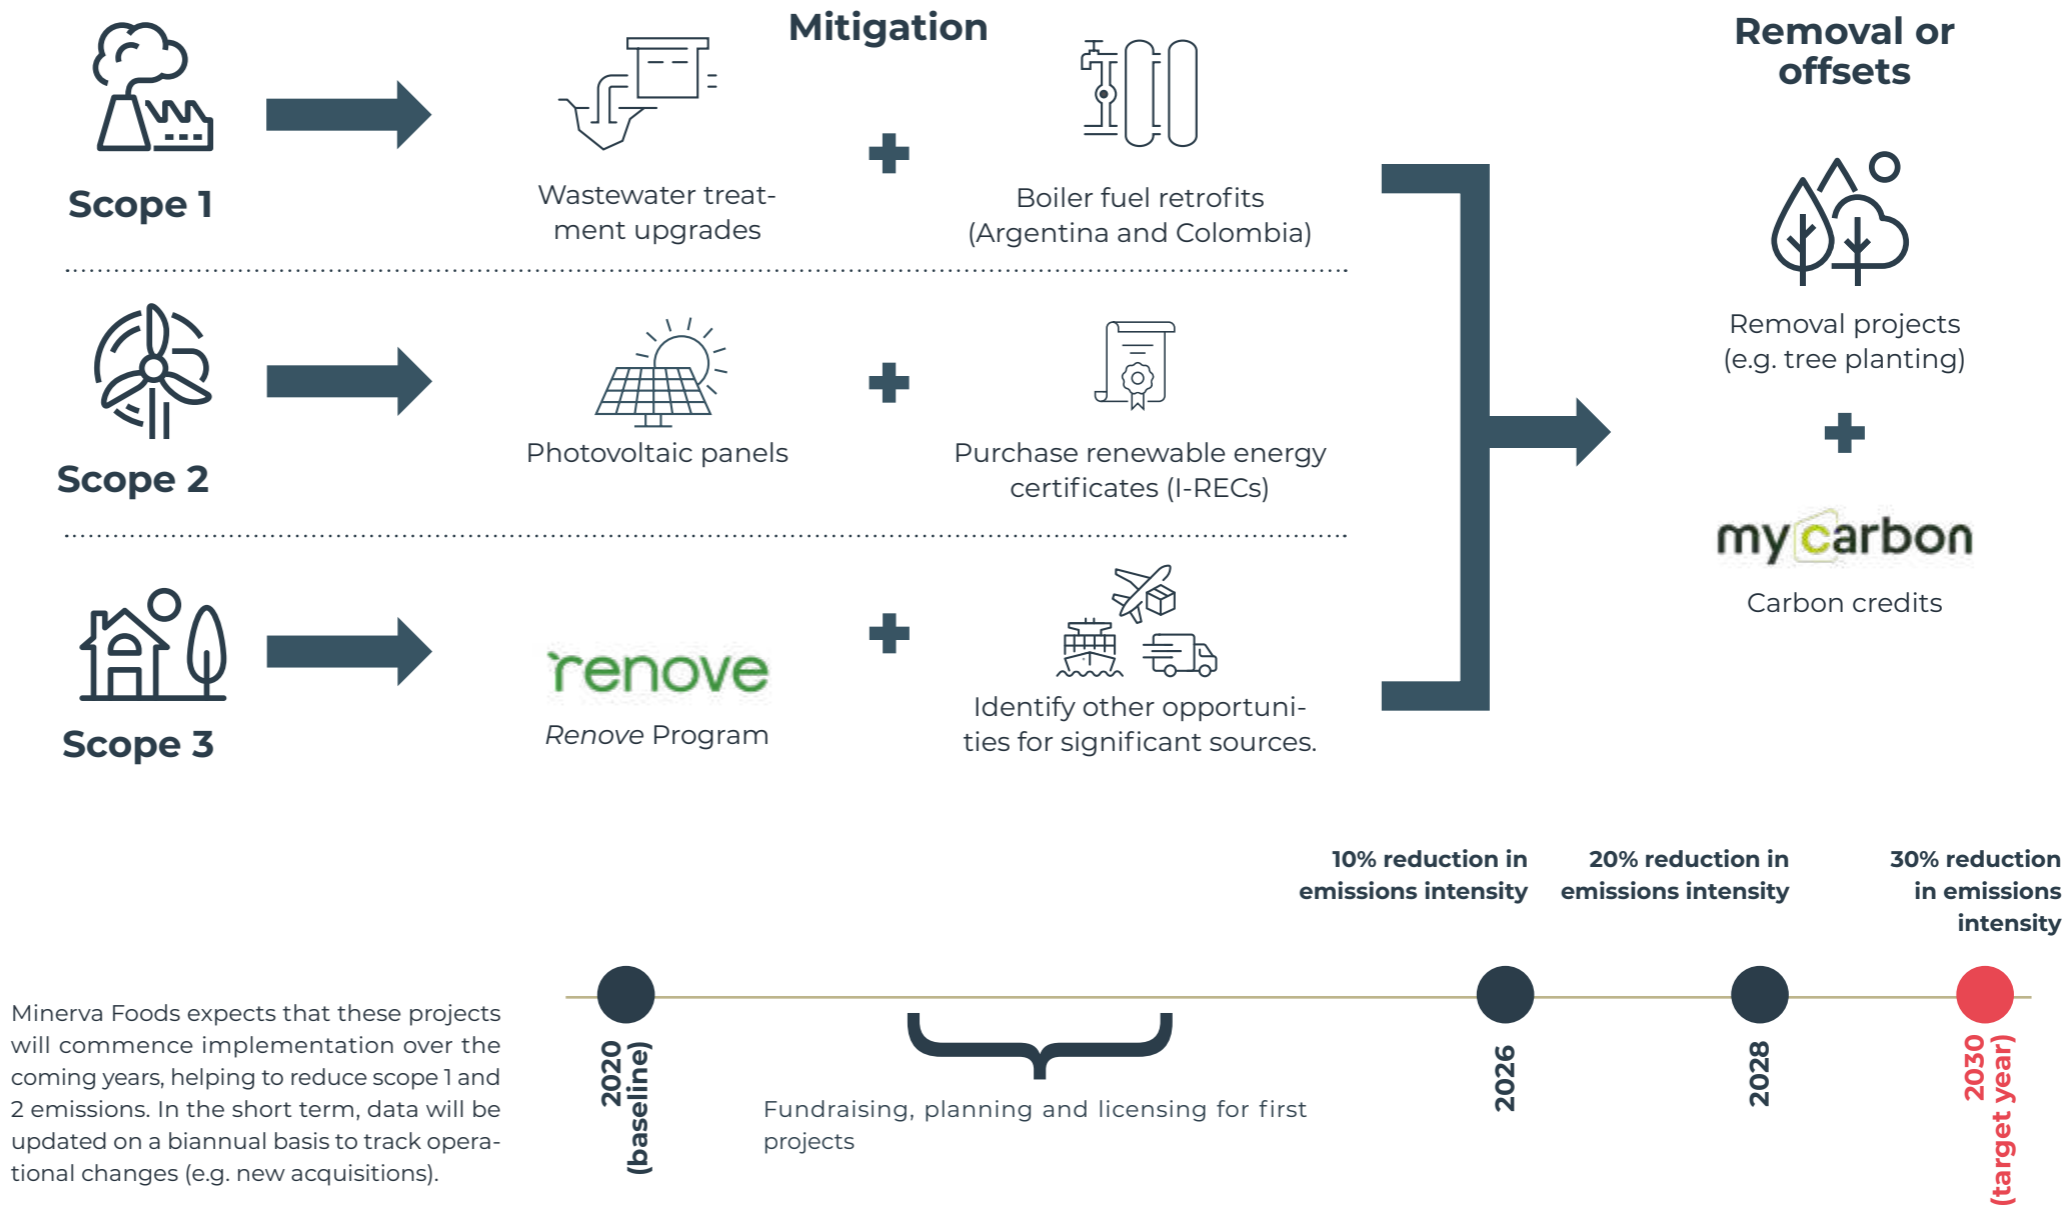 Mitigation
Removal or
offsets
Scope 1
Wastewater treat-
ment upgrades
Boiler fuel retrofits
(Argentina and Colombia)
Scope 2
Photovoltaic panels
Purchase renewable energy
certificates (I-RECs)
Scope 3
renove
Renove Program
Identify other opportuni-
ties for significant sources.
Removal projects
(e.g. tree planting)
mycarbon
Carbon credits
10% reduction in
emissions intensity
20% reduction in
emissions intensity
30% reduction
in emissions
intensity
Minerva Foods expects that these projects
will commence implementation over the
coming years, helping to reduce scope 1 and
2 emissions. In the short term, data will be
updated on a biannual basis to track opera-
tional changes (e.g. new acquisitions).
2020
(baseline)
Fundraising, planning and licensing for first
projects
2026
2028
2030
(target year)